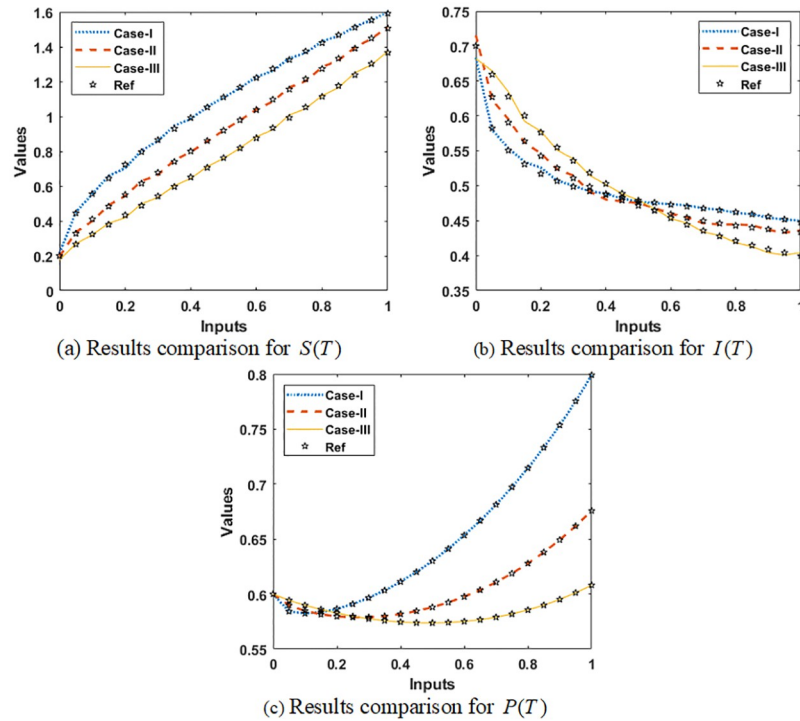 1.6
1.4
1.2
1
0.8
0.6
0.4
0.2
0
Values
Case-I
Case-II
Case-III
Ref
0 0.2 0.4 0.6 0.8 1
Inputs
(a) Results comparison for S(T)
0.75
0.7
0.65
0.6
0.55
0.5
0.45
0.4
0.35
Values
Case-I
Case-II
Case-III
Ref
0 0.2 0.4 0.6 0.8 1
Inputs
(b) Results comparison for I(T)
0.8
0.7
0.65
0.6
0.55
Values
Case-I
Case-II
Case-III
Ref
0 0.2 0.4 0.6 0.8 1
Inputs
(c) Results comparison for P(T)